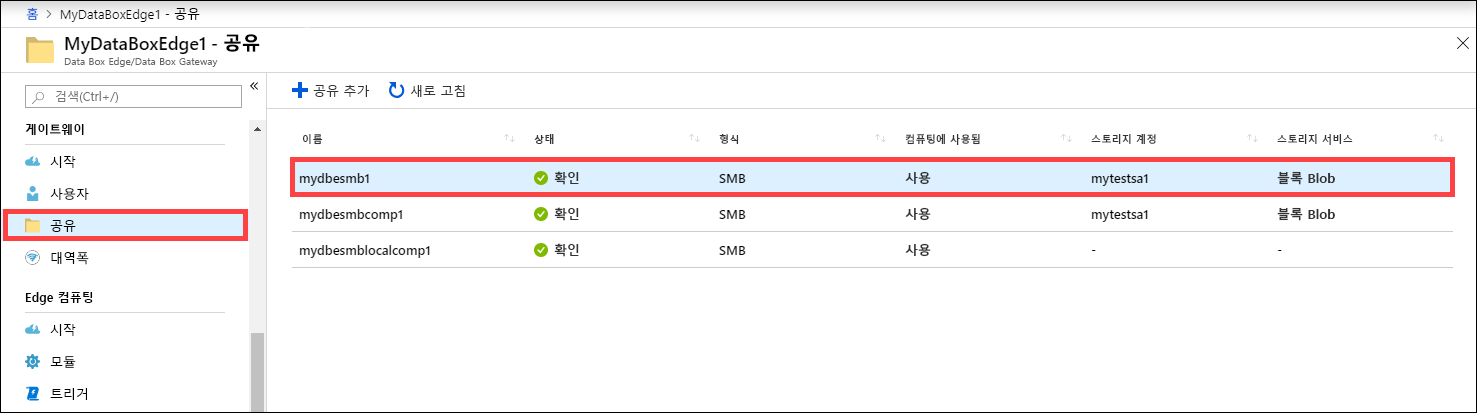 홈 > MyDataBoxEdge1 - 공유
MyDataBoxEdge1 - 공유
Data Box Edge/Data Box Gateway
검색(Ctrl+/)
게이트웨이
시작
사용자
공유
대역폭
Edge 컴퓨팅
시작
모듈
트리거
공유 추가 새로 고침
이름 상태 형식 컴퓨팅에 사용됨 스토리지 계정 스토리지 서비스
mydbesmb1 확인 SMB 사용 mytestsa1 블록 Blob
mydbesmbcomp1 확인 SMB 사용 mytestsa1 블록 Blob
mydbesmblocalcomp1 확인 SMB 사용 - -